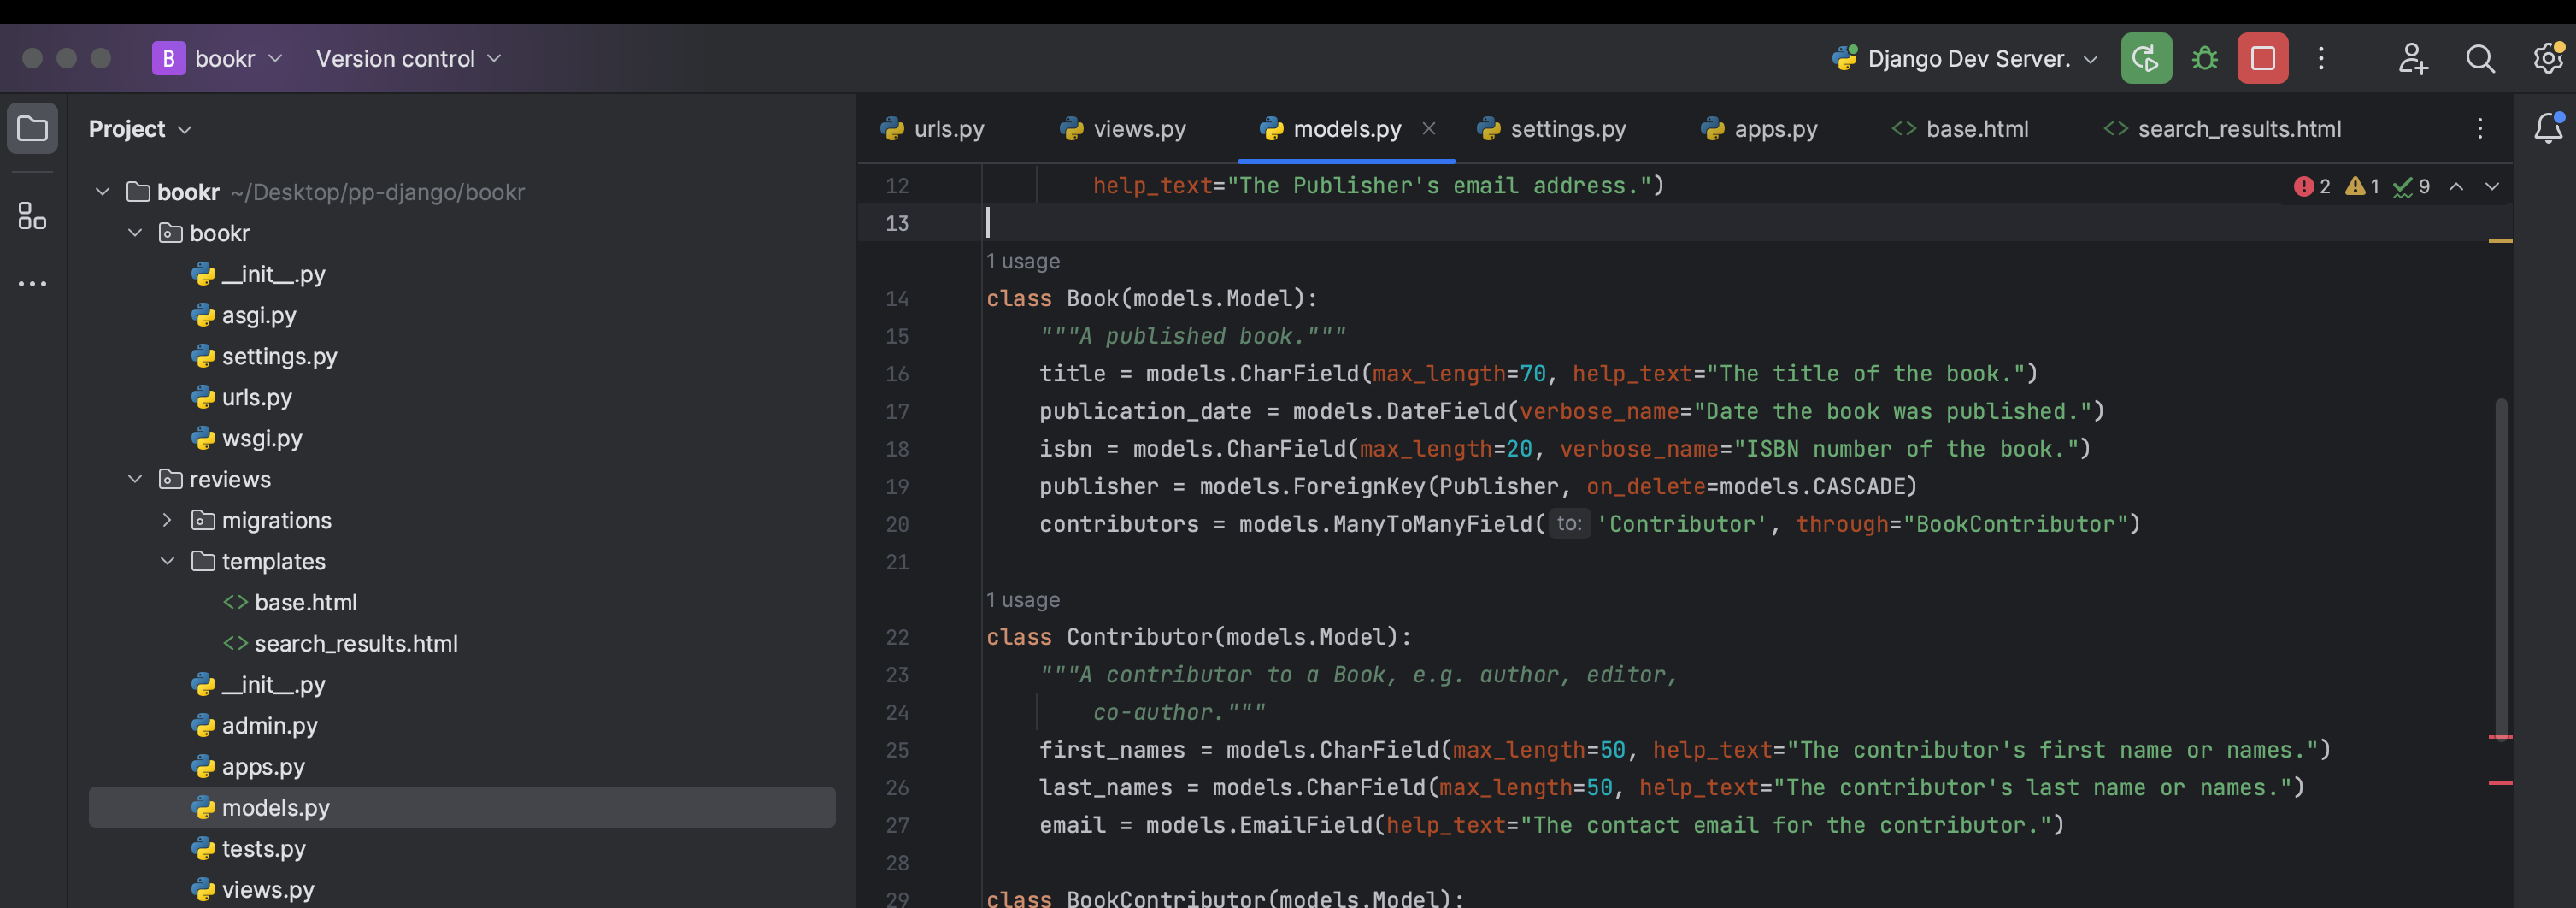 B bookr Version control Django Dev Server.
Project
bookr ~/Desktop/pp-django/bookr
bookr
__init__.py
asgi.py
settings.py
urls.py
wsgi.py
reviews
migrations
templates
base.html
search_results.html
__init__.py
admin.py
apps.py
models.py
tests.py
views.py
urls.py views.py models.py settings.py apps.py base.html search_results.html
12 help_text="The Publisher's email address.") 2 1 9
13
1 usage
14 class Book(models.Model):
15 """A published book."""
16 title = models.CharField(max_length=70, help_text="The title of the book.")
17 publication_date = models.DateField(verbose_name="Date the book was published.")
18 isbn = models.CharField(max_length=20, verbose_name="ISBN number of the book.")
19 publisher = models.ForeignKey(Publisher, on_delete=models.CASCADE)
20 contributors = models.ManyToManyField( to: 'Contributor', through="BookContributor")
21
1 usage
22 class Contributor(models.Model):
23 """A contributor to a Book, e.g. author, editor,
24 co-author."""
25 first_names = models.CharField(max_length=50, help_text="The contributor's first name or names.")
26 last_names = models.CharField(max_length=50, help_text="The contributor's last name or names.")
27 email = models.EmailField(help_text="The contact email for the contributor.")
28
29 class BookContributor(models.Model):